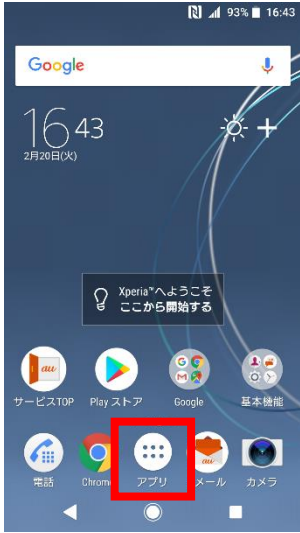 93% 16:43
Google
16 43
2月20日(火)
Xperia™へようこそ
ここから開始する
au
サービスTOP Play ストア Google 基本機能
au
電話 Chrome アプリ メール カメラ